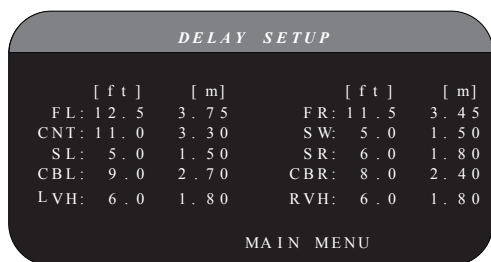 DELAY SETUP
[ft] [m] [ft] [m]
FL: 12.5 3.75 FR: 11.5 3.45
CNT: 11.0 3.30 SW: 5.0 1.50
SL: 5.0 1.50 SR: 6.0 1.80
CBL: 9.0 2.70 CBR: 8.0 2.40
LVH: 6.0 1.80 RVH: 6.0 1.80
MAIN MENU